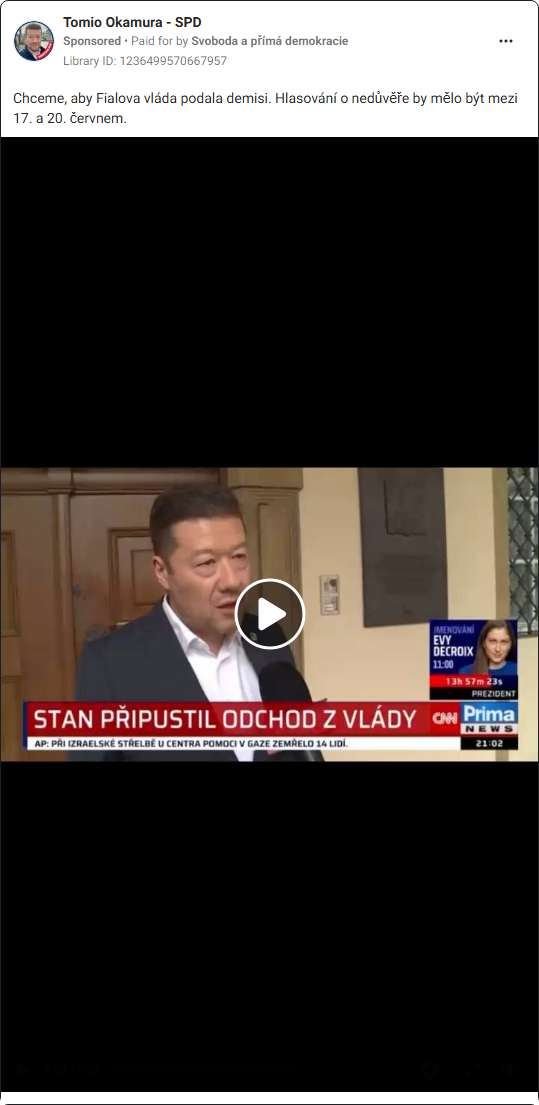 Tomio Okamura - SPD
Sponsored • Paid for by Svoboda a přímá demokracie
Library ID: 1236499570667957
Chceme, aby Fialova vláda podala demisi. Hlasování o nedůvěře by mělo být mezi
17. a 20. červnem.
JMENOVÁNÍ
EVY
DECROIX
11:00
13h 57m 23s
PREZIDENT
STAN PŘIPUSTIL ODCHOD Z VLÁDY
CNN Prima
NEWS
AP: PŘI IZRAELSKÉ STŘELBĚ U CENTRA POMOCI V GAZE ZEMŘELO 14 LIDÍ.
21:02